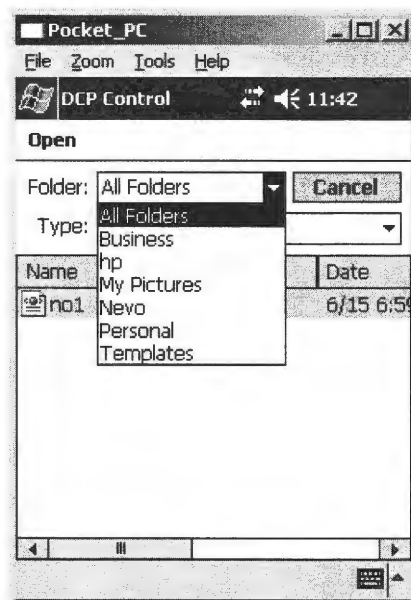 Pocket_PC
File Zoom Tools Help
DCP Control 11:42
Open
Folder: All Folders Cancel
Type: All Folders
Business
hp
My Pictures
Nevo
Personal
Templates
Name Date
no1 6/15 6:59